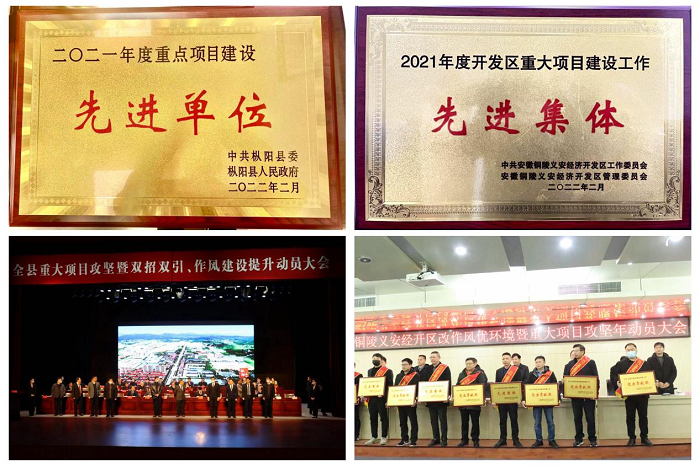 二〇二一年度重点项目建设
先进单位
中共枞阳县委
枞阳县人民政府
二〇二二年二月
2021年度开发区重大项目建设工作
先进集体
中共安徽铜陵义安经济开发区工作委员会
安徽铜陵义安经济开发区管理委员会
二〇二二年二月
全县重大项目攻坚暨双招双引、作风建设提升动员大会
铜陵义安经开区改作风优环境暨重大项目攻坚年动员大会